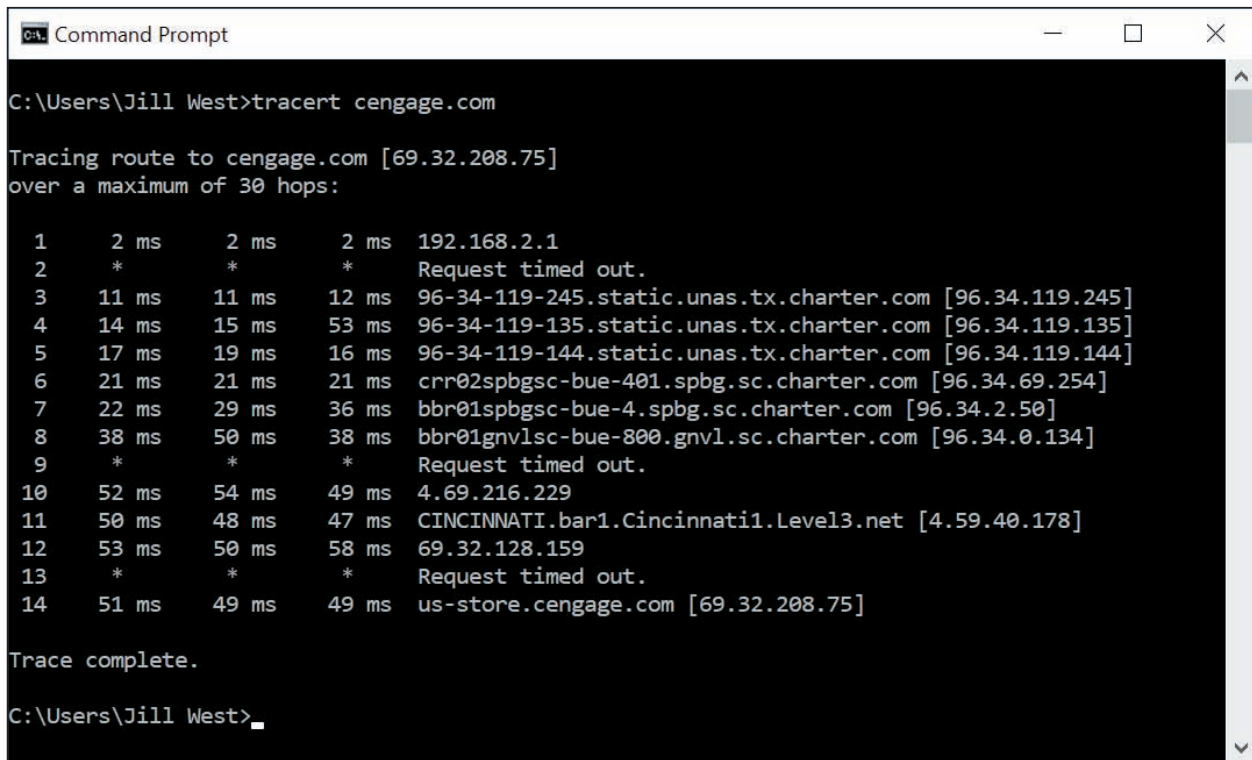 Command Prompt
C:\Users\Jill West>tracert cengage.com
Tracing route to cengage.com [69.32.208.75]
over a maximum of 30 hops:
1 2 ms 2 ms 2 ms 192.168.2.1
2 * * * Request timed out.
3 11 ms 11 ms 12 ms 96-34-119-245.static.unas.tx.charter.com [96.34.119.245]
4 14 ms 15 ms 53 ms 96-34-119-135.static.unas.tx.charter.com [96.34.119.135]
5 17 ms 19 ms 16 ms 96-34-119-144.static.unas.tx.charter.com [96.34.119.144]
6 21 ms 21 ms 21 ms crr02spbgsc-bue-401.spbg.sc.charter.com [96.34.69.254]
7 22 ms 29 ms 36 ms bbr01spbgsc-bue-4.spbg.sc.charter.com [96.34.2.50]
8 38 ms 50 ms 38 ms bbr01gnvlsc-bue-800.gnvl.sc.charter.com [96.34.0.134]
9 * * * Request timed out.
10 52 ms 54 ms 49 ms 4.69.216.229
11 50 ms 48 ms 47 ms CINCINNATI.bar1.Cincinnati1.Level3.net [4.59.40.178]
12 53 ms 50 ms 58 ms 69.32.128.159
13 * * * Request timed out.
14 51 ms 49 ms 49 ms us-store.cengage.com [69.32.208.75]
Trace complete.
C:\Users\Jill West>